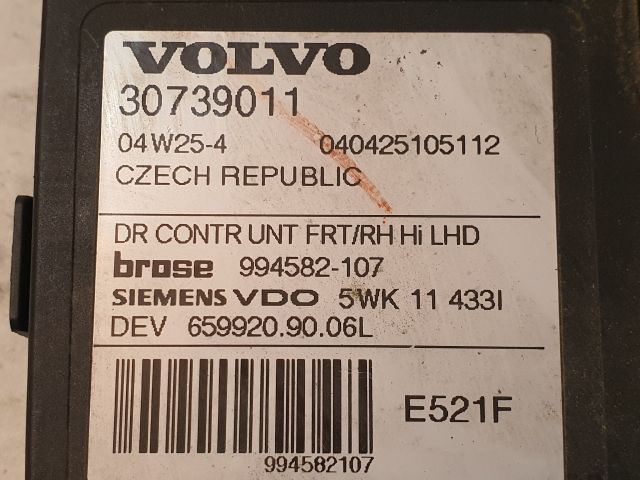 VOLVO
30739011
04W25-4 040425105112
CZECH REPUBLIC
DR CONTR UNT FRT/RH Hi LHD
brose 994582-107
SIEMENS VDO 5WK 11 433I
DEV 659920.90.06L
E521F
994582107